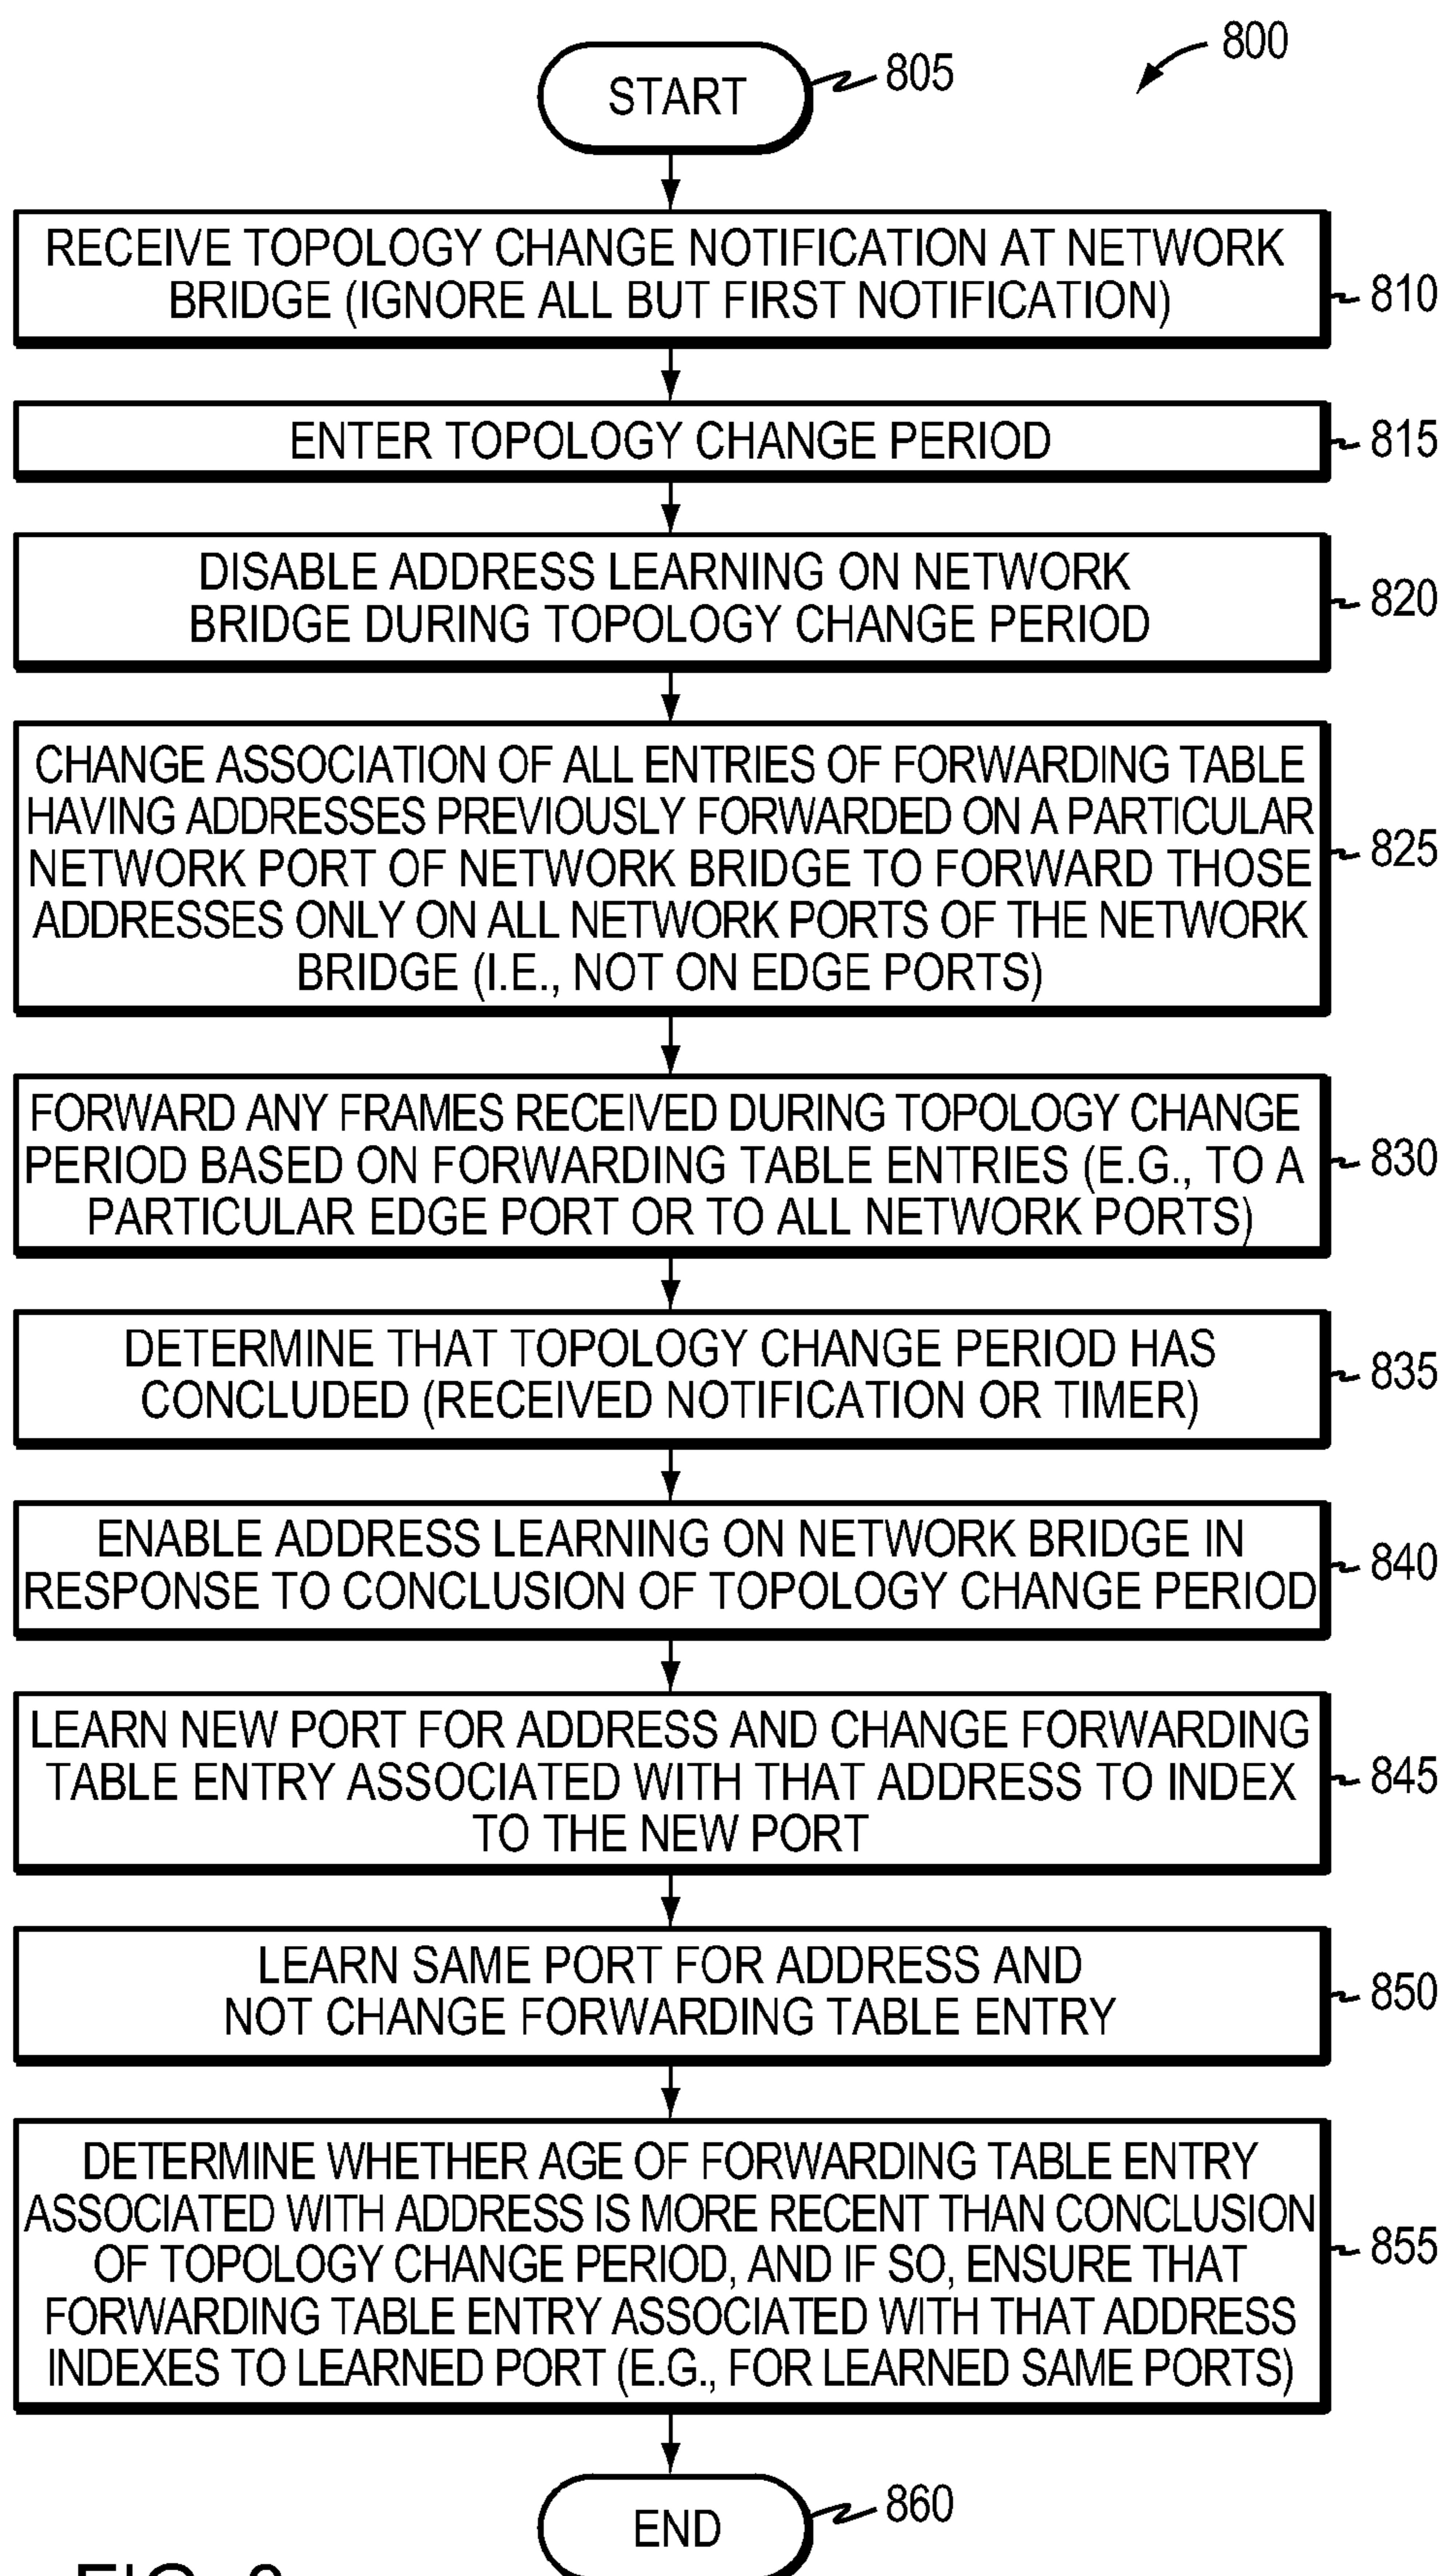 800
START
805
RECEIVE TOPOLOGY CHANGE NOTIFICATION AT NETWORK
BRIDGE (IGNORE ALL BUT FIRST NOTIFICATION)
810
ENTER TOPOLOGY CHANGE PERIOD
815
DISABLE ADDRESS LEARNING ON NETWORK
BRIDGE DURING TOPOLOGY CHANGE PERIOD
820
CHANGE ASSOCIATION OF ALL ENTRIES OF FORWARDING TABLE
HAVING ADDRESSES PREVIOUSLY FORWARDED ON A PARTICULAR
NETWORK PORT OF NETWORK BRIDGE TO FORWARD THOSE
ADDRESSES ONLY ON ALL NETWORK PORTS OF THE NETWORK
BRIDGE (I.E., NOT ON EDGE PORTS)
825
FORWARD ANY FRAMES RECEIVED DURING TOPOLOGY CHANGE
PERIOD BASED ON FORWARDING TABLE ENTRIES (E.G., TO A
PARTICULAR EDGE PORT OR TO ALL NETWORK PORTS)
830
DETERMINE THAT TOPOLOGY CHANGE PERIOD HAS
CONCLUDED (RECEIVED NOTIFICATION OR TIMER)
835
ENABLE ADDRESS LEARNING ON NETWORK BRIDGE IN
RESPONSE TO CONCLUSION OF TOPOLOGY CHANGE PERIOD
840
LEARN NEW PORT FOR ADDRESS AND CHANGE FORWARDING
TABLE ENTRY ASSOCIATED WITH THAT ADDRESS TO INDEX
TO THE NEW PORT
845
LEARN SAME PORT FOR ADDRESS AND
NOT CHANGE FORWARDING TABLE ENTRY
850
DETERMINE WHETHER AGE OF FORWARDING TABLE ENTRY
ASSOCIATED WITH ADDRESS IS MORE RECENT THAN CONCLUSION
OF TOPOLOGY CHANGE PERIOD, AND IF SO, ENSURE THAT
FORWARDING TABLE ENTRY ASSOCIATED WITH THAT ADDRESS
INDEXES TO LEARNED PORT (E.G., FOR LEARNED SAME PORTS)
855
END
860
FIG.